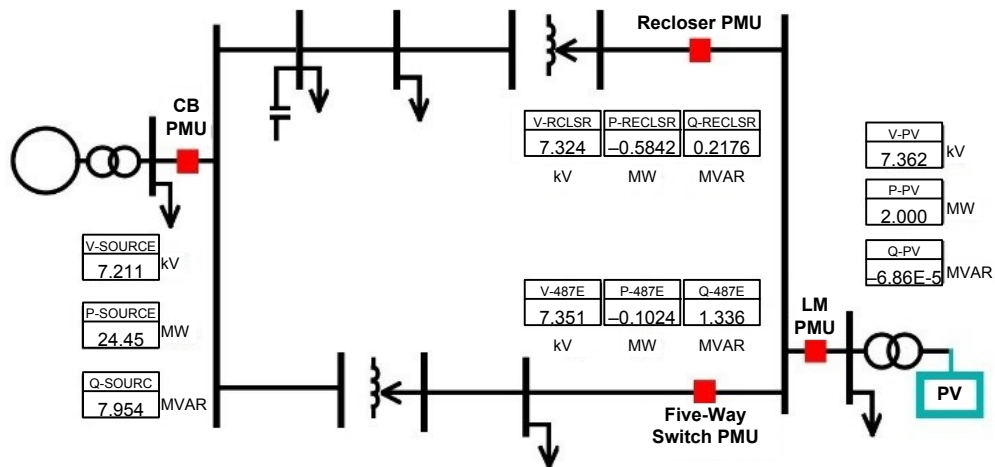 Recloser PMU
CB
PMU
V-RCLSR P-RECLSR Q-RECLSR
7.324 –0.5842 0.2176
kV MW MVAR
V-PV
7.362 kV
P-PV
2.000 MW
Q-PV
–6.86E-5 MVAR
V-SOURCE
7.211 kV
P-SOURCE
24.45 MW
Q-SOURC
7.954 MVAR
V-487E P-487E Q-487E
7.351 –0.1024 1.336
kV MW MVAR
LM
PMU
PV
Five-Way
Switch PMU